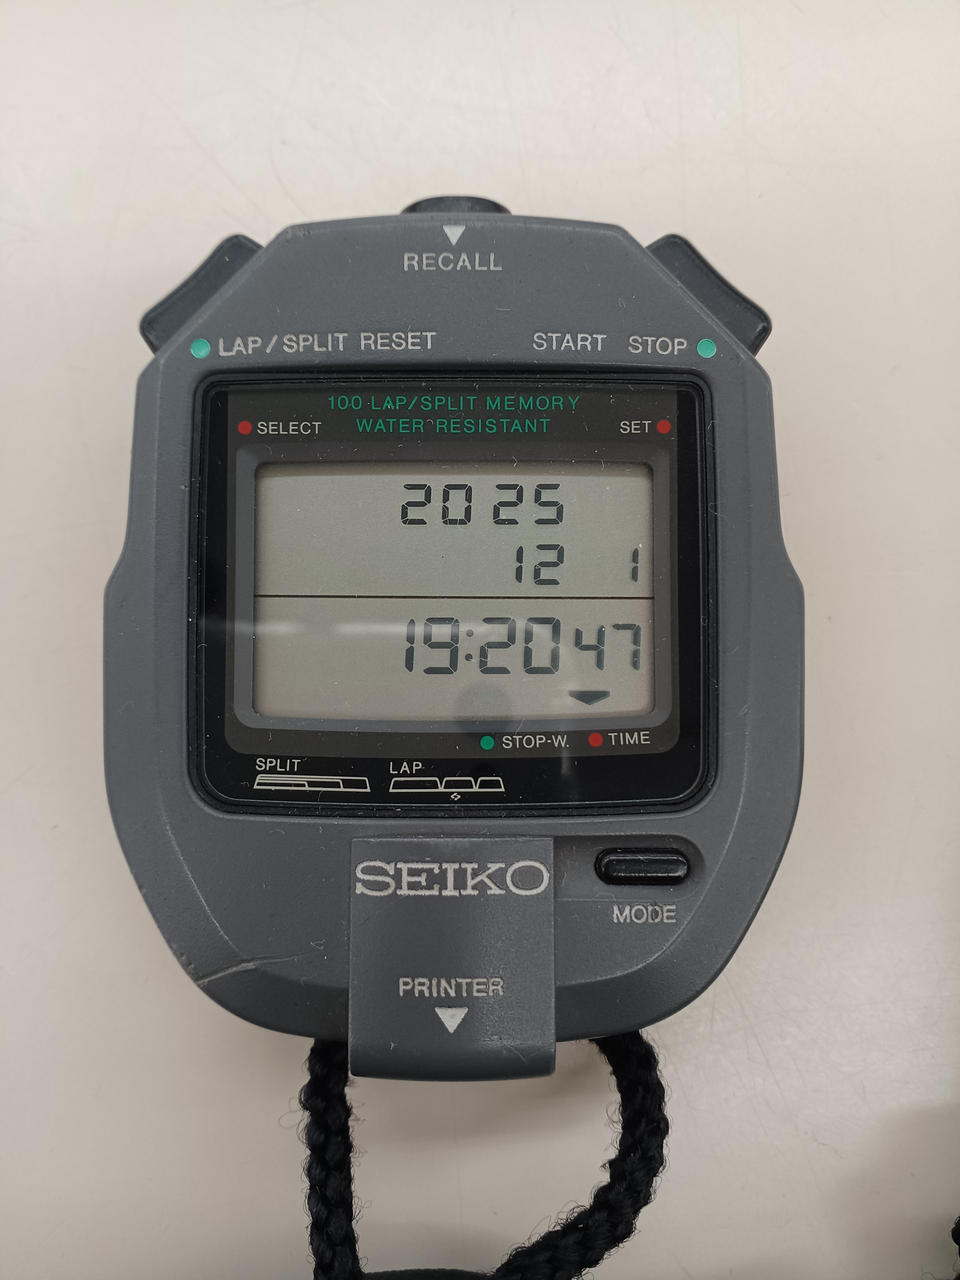 RECALL
LAP/SPLIT RESET START STOP
100 LAP/SPLIT MEMORY
WATER RESISTANT
SELECT SET
2025
12 1
19:20 47
STOP-W. TIME
SPLIT LAP
SEIKO
MODE
PRINTER